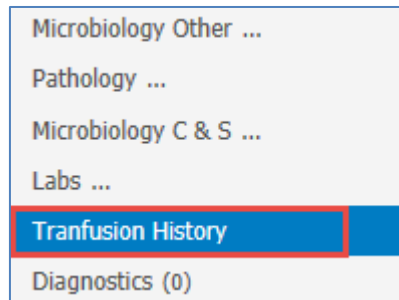 Microbiology Other ...
Pathology ...
Microbiology C & S ...
Labs ...
Tranfusion History
Diagnostics (0)